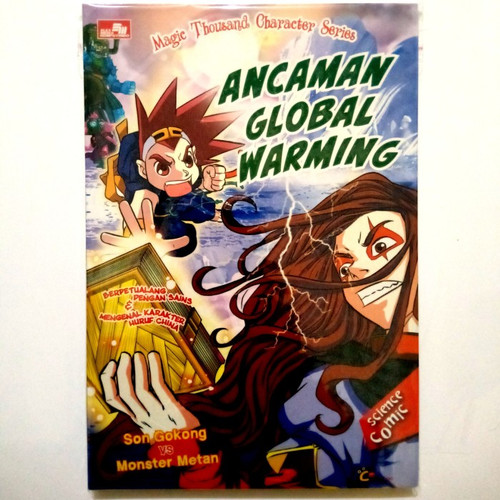 Magic Thousand Character Series
ANCAMAN
GLOBAL
WARMING
BERPETUALANG
DENGAN SAINS
&
MENGENAL KARAKTER
HURUF CHINA
Son Gokong
VS
Monster Metan
Science
Comic